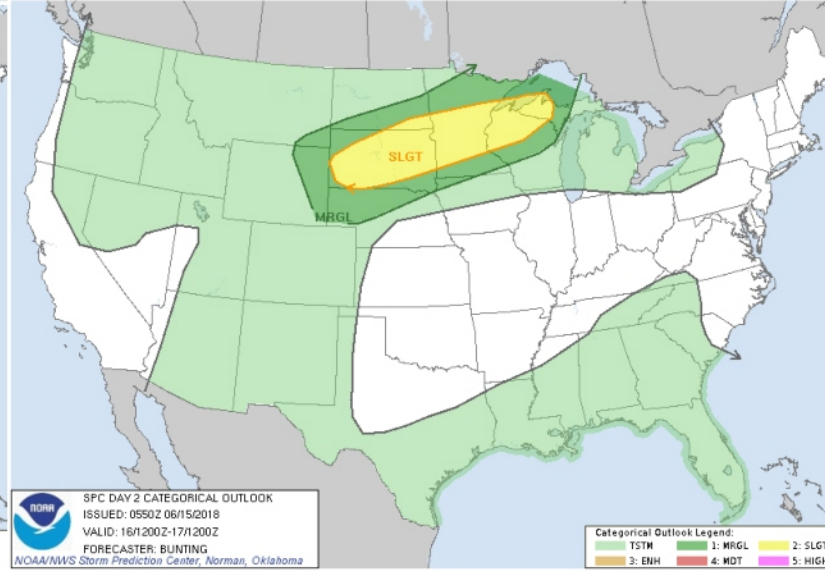 SLGT
MRGL
NOAA
SPC DAY 2 CATEGORICAL OUTLOOK
ISSUED: 0550Z 06/15/2018
VALID: 16/1200Z-17/1200Z
FORECASTER: BUNTING
NOAA/NWS Storm Prediction Center, Norman, Oklahoma
Categorical Outlook Legend:
TSTM 1: MRGL 2: SLGT
3: ENH 4: MDT 5: HIGH